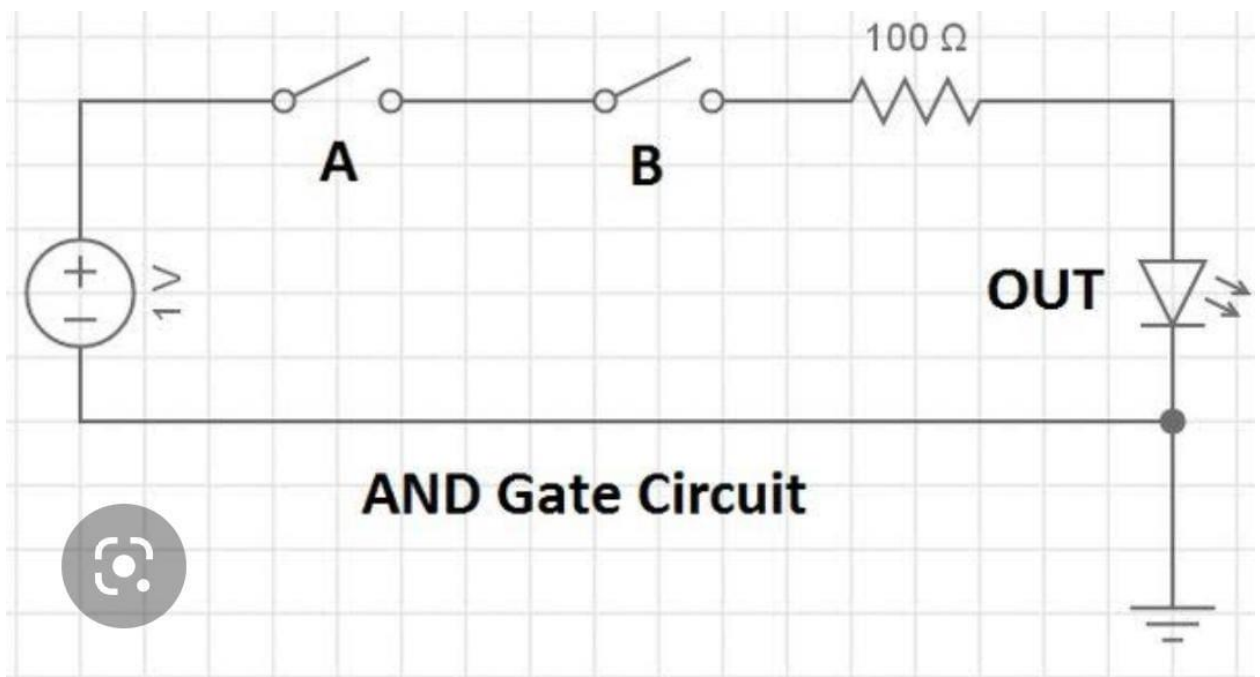 100 Ω
A
B
+
−
1 V
OUT
AND Gate Circuit